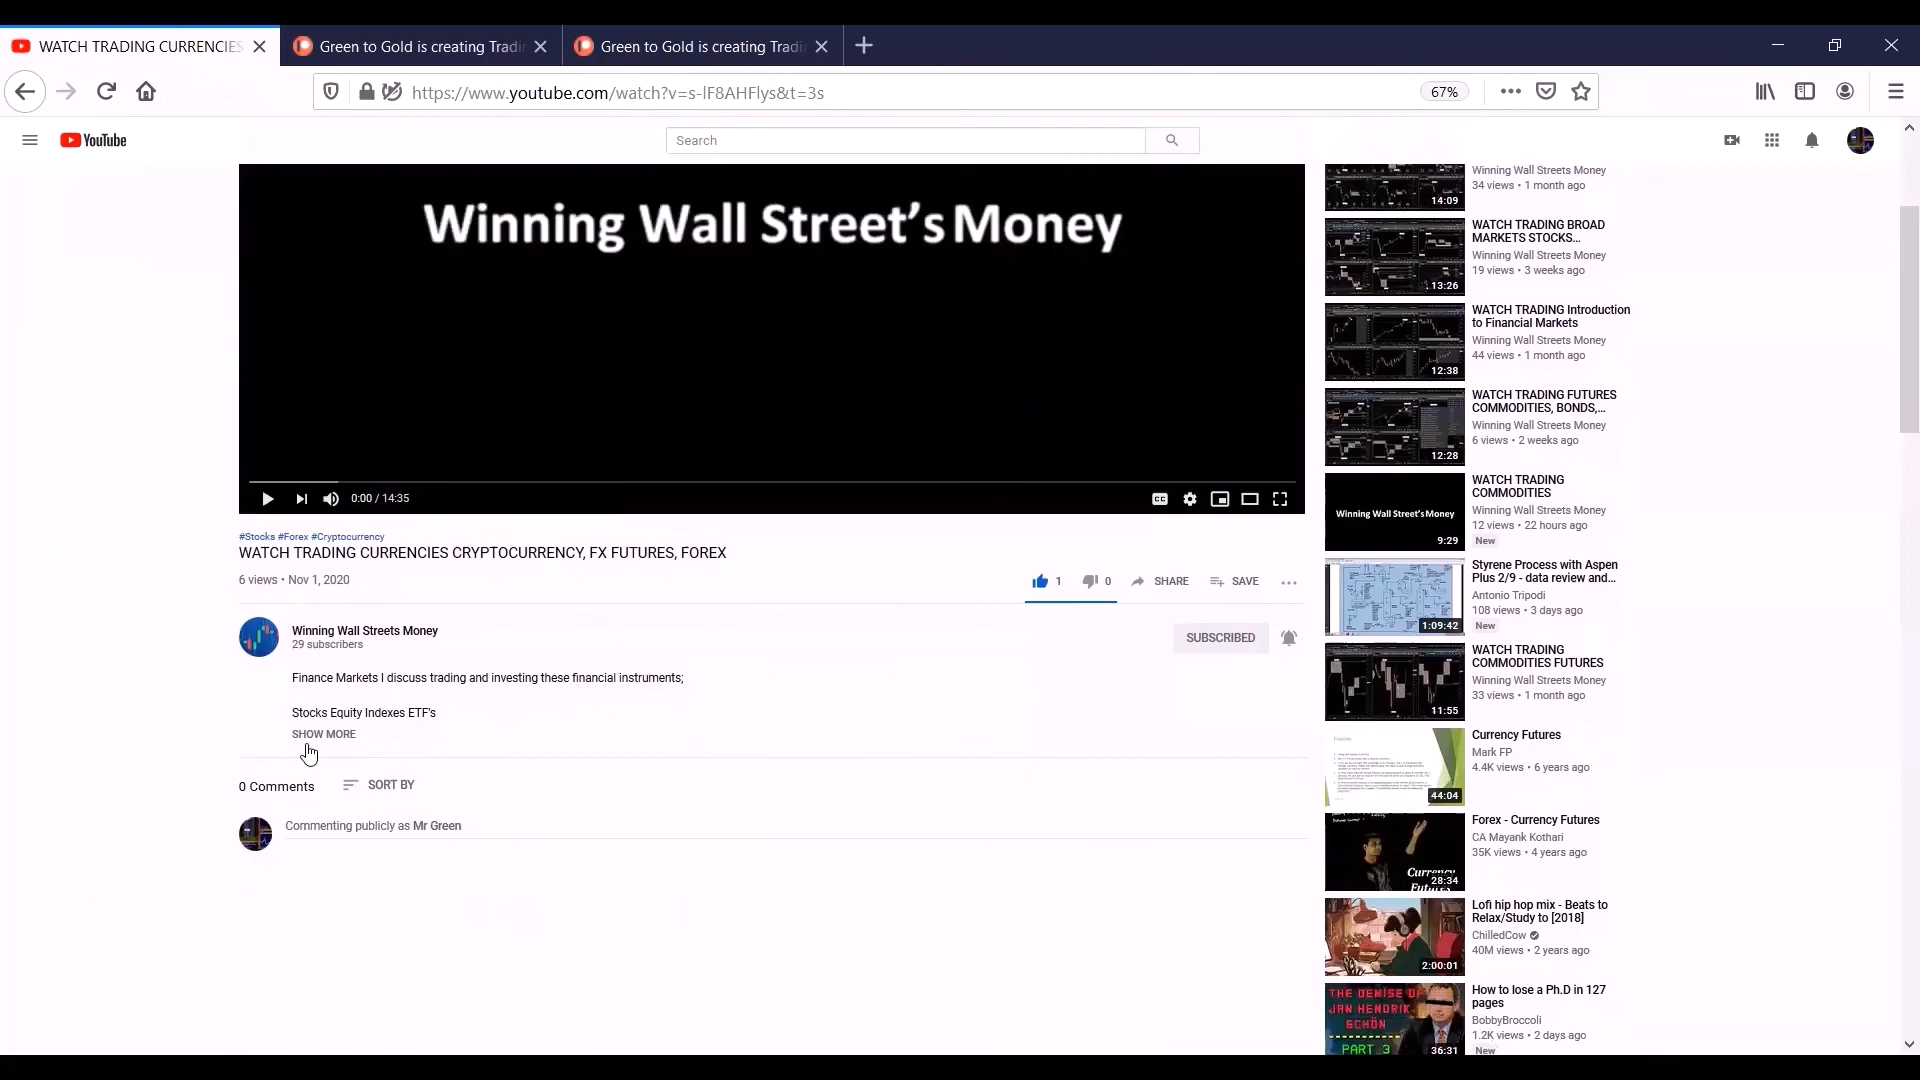 WATCH TRADING CURRENCIES
Green to Gold is creating Tradi
Green to Gold is creating Tradi
https://www.youtube.com/watch?v=s-lF8AHFlys&t=3s
67%
YouTube
Search
Winning Wall Street's Money
0:00 / 14:35
CC
#Stocks #Forex #Cryptocurrency
WATCH TRADING CURRENCIES CRYPTOCURRENCY, FX FUTURES, FOREX
6 views • Nov 1, 2020
1
0
SHARE
SAVE
Winning Wall Streets Money
29 subscribers
SUBSCRIBED
Finance Markets I discuss trading and investing these financial instruments;
Stocks Equity Indexes ETF's
SHOW MORE
0 Comments
SORT BY
Commenting publicly as Mr Green
14:09
Winning Wall Streets Money
34 views • 1 month ago
13:26
WATCH TRADING BROAD
MARKETS STOCKS...
Winning Wall Streets Money
19 views • 3 weeks ago
12:38
WATCH TRADING Introduction
to Financial Markets
Winning Wall Streets Money
44 views • 1 month ago
12:28
WATCH TRADING FUTURES
COMMODITIES, BONDS,...
Winning Wall Streets Money
6 views • 2 weeks ago
Winning Wall Street's Money
9:29
WATCH TRADING
COMMODITIES
Winning Wall Streets Money
12 views • 22 hours ago
New
1:09:42
Styrene Process with Aspen
Plus 2/9 - data review and...
Antonio Tripodi
108 views • 3 days ago
New
11:55
WATCH TRADING
COMMODITIES FUTURES
Winning Wall Streets Money
33 views • 1 month ago
44:04
Currency Futures
Mark FP
4.4K views • 6 years ago
Currency
Futures
28:34
Forex - Currency Futures
CA Mayank Kothari
35K views • 4 years ago
2:00:01
Lofi hip hop mix - Beats to
Relax/Study to [2018]
ChilledCow
40M views • 2 years ago
THE DEMISE OF
JAN HENDRIK
SCHÖN
PART 3
36:31
How to lose a Ph.D in 127
pages
BobbyBroccoli
1.2K views • 2 days ago
New